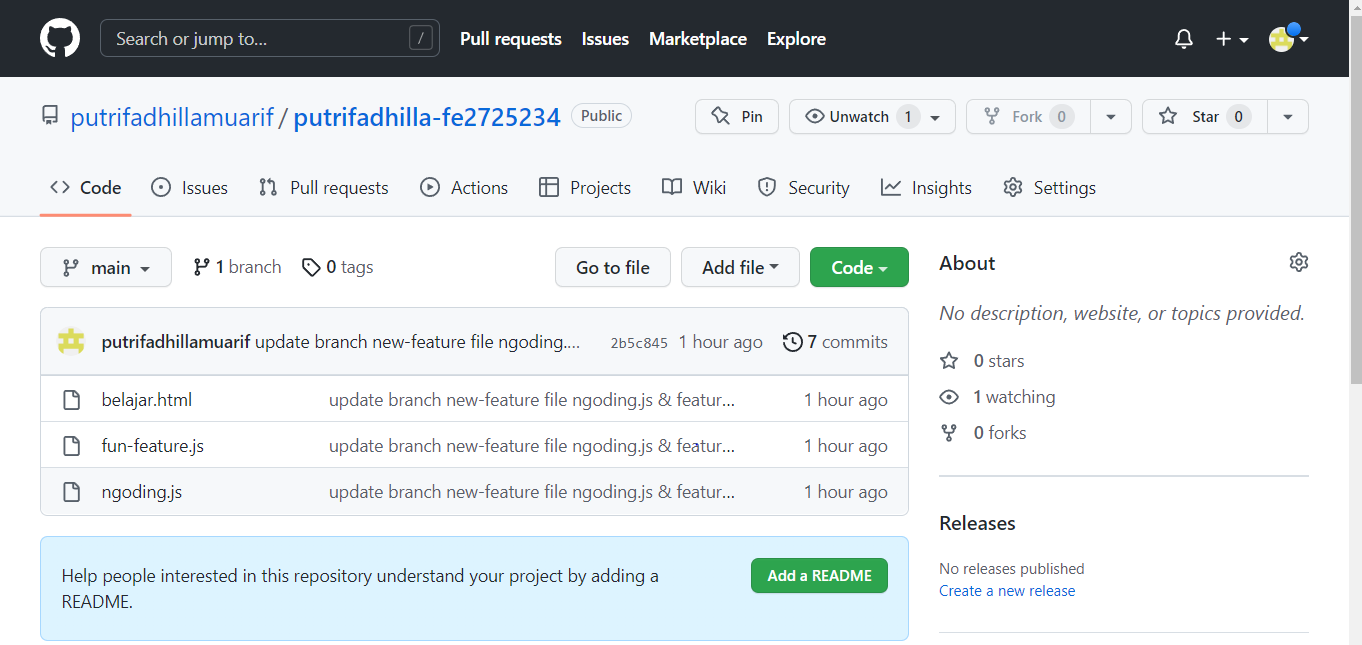 Search or jump to... /
Pull requests Issues Marketplace Explore
putrifadhillamuarif / putrifadhilla-fe2725234 Public
Pin Unwatch 1 Fork 0 Star 0
Code Issues Pull requests Actions Projects Wiki Security Insights Settings
main 1 branch 0 tags Go to file Add file Code
putrifadhillamuarif update branch new-feature file ngoding.... 2b5c845 1 hour ago 7 commits
belajar.html update branch new-feature file ngoding.js & featur... 1 hour ago
fun-feature.js update branch new-feature file ngoding.js & featur... 1 hour ago
ngoding.js update branch new-feature file ngoding.js & featur... 1 hour ago
Help people interested in this repository understand your project by adding a
README.
Add a README
About
No description, website, or topics provided.
0 stars
1 watching
0 forks
Releases
No releases published
Create a new release